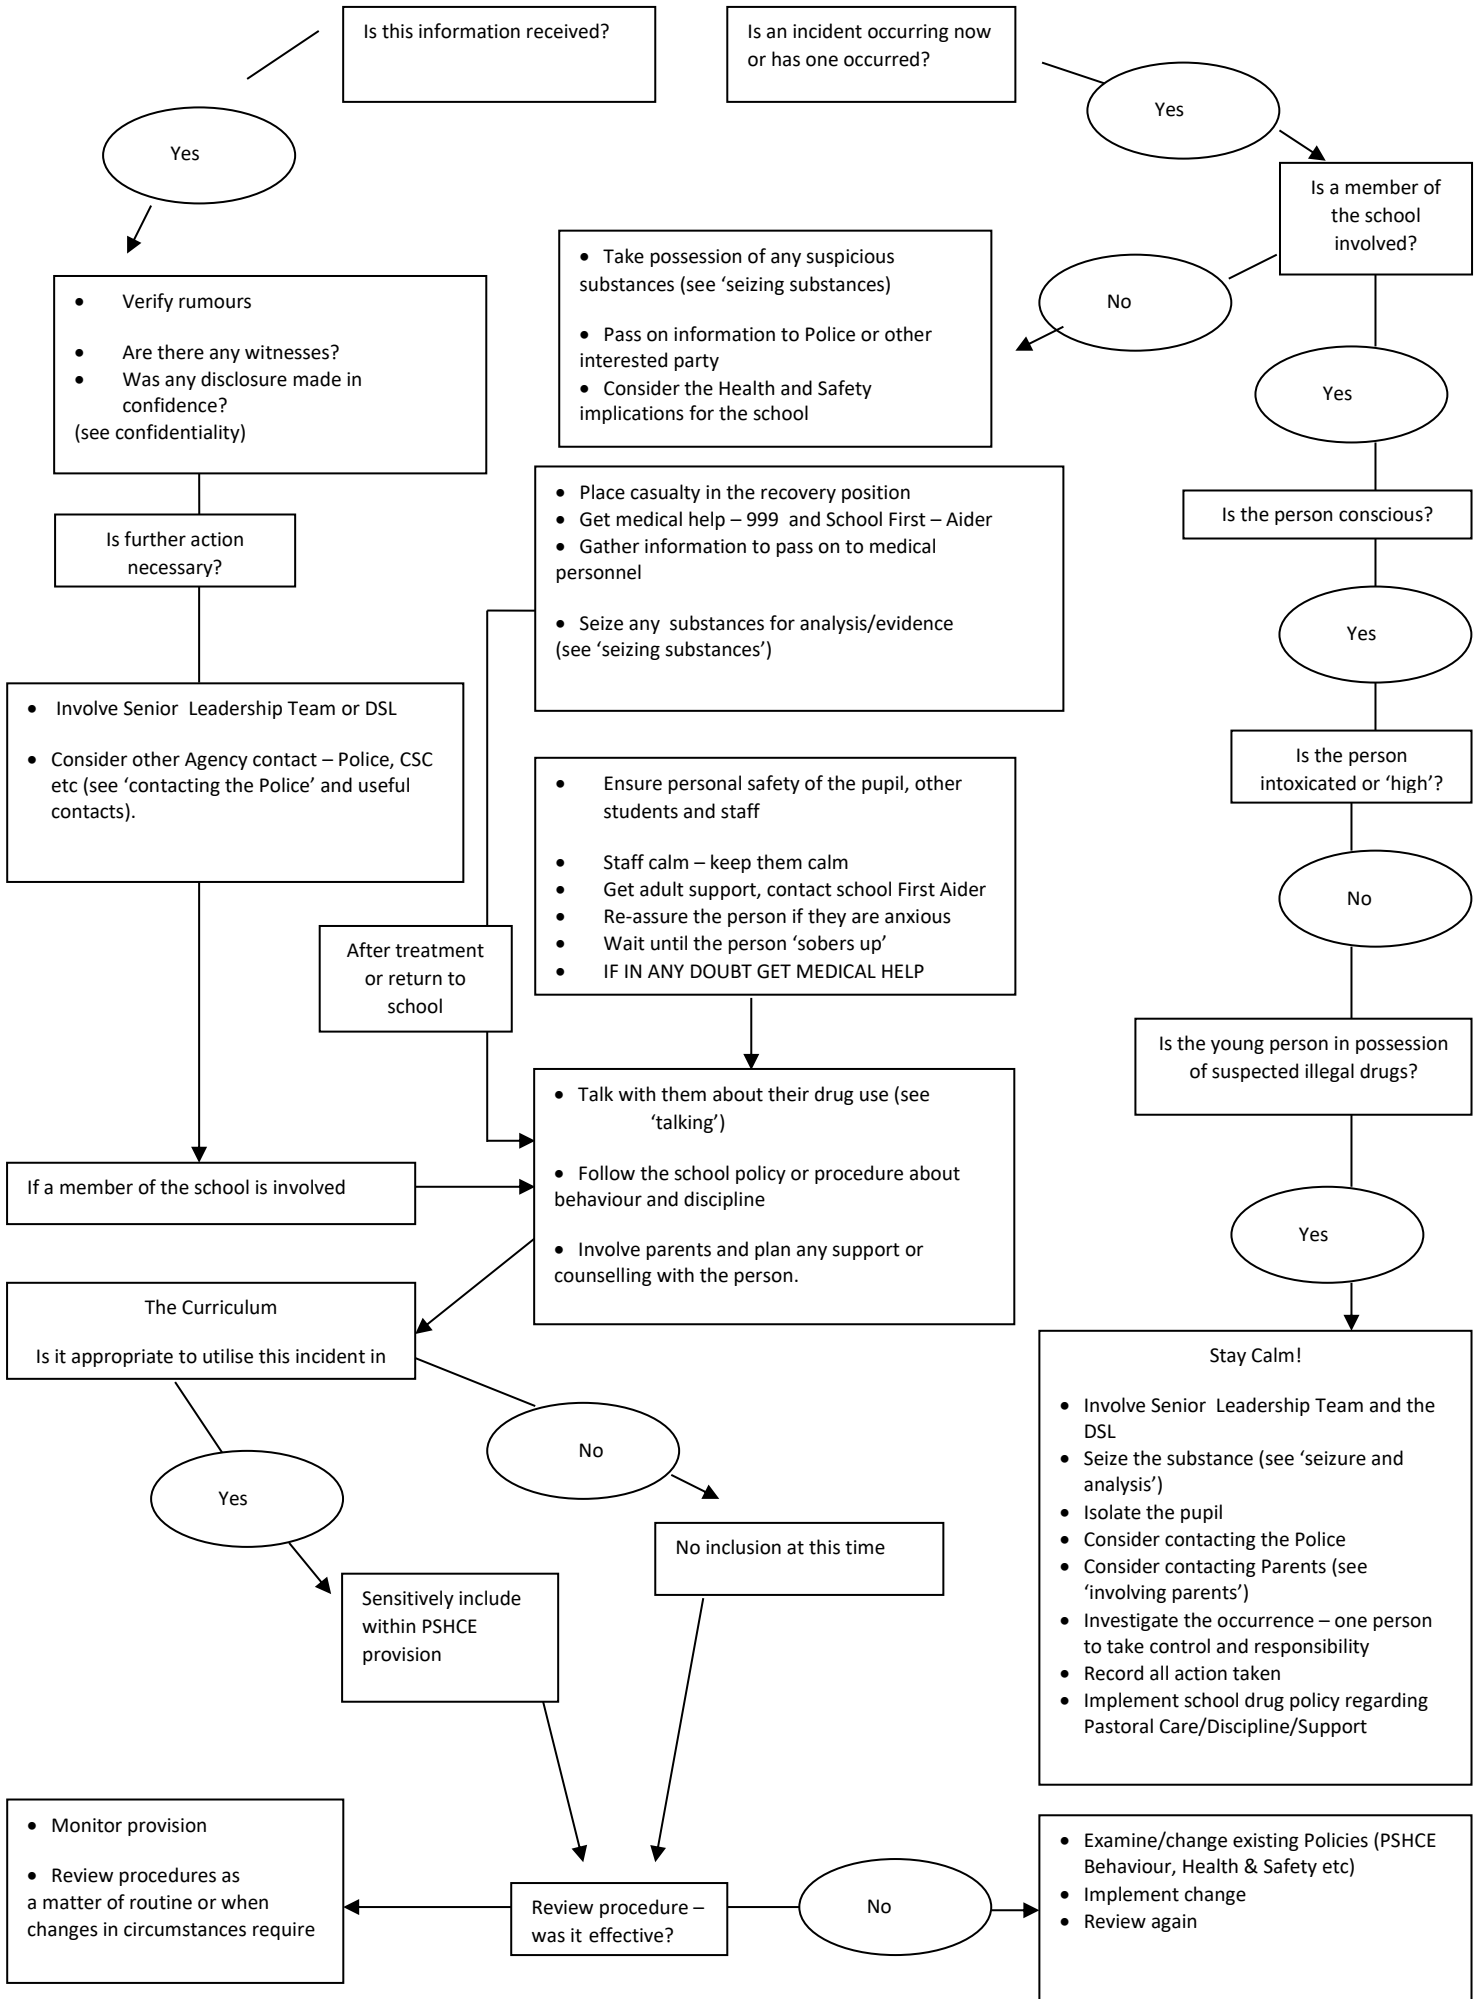 Is this information received?
Is an incident occurring now
or has one occurred?
Yes
Yes
Is a member of
the school
involved?
No
• Take possession of any suspicious
substances (see ‘seizing substances)
• Pass on information to Police or other
interested party
• Consider the Health and Safety
implications for the school
• Verify rumours
• Are there any witnesses?
• Was any disclosure made in
confidence?
(see confidentiality)
Yes
Is further action
necessary?
• Place casualty in the recovery position
• Get medical help – 999 and School First – Aider
• Gather information to pass on to medical
personnel
• Seize any substances for analysis/evidence
(see ‘seizing substances’)
Is the person conscious?
Yes
• Involve Senior Leadership Team or DSL
• Consider other Agency contact – Police, CSC
etc (see ‘contacting the Police’ and useful
contacts).
Is the person
intoxicated or ‘high’?
• Ensure personal safety of the pupil, other
students and staff
• Staff calm – keep them calm
• Get adult support, contact school First Aider
• Re-assure the person if they are anxious
• Wait until the person ‘sobers up’
• IF IN ANY DOUBT GET MEDICAL HELP
No
After treatment
or return to
school
Is the young person in possession
of suspected illegal drugs?
• Talk with them about their drug use (see
‘talking’)
• Follow the school policy or procedure about
behaviour and discipline
• Involve parents and plan any support or
counselling with the person.
If a member of the school is involved
Yes
The Curriculum
Is it appropriate to utilise this incident in
Stay Calm!
• Involve Senior Leadership Team and the
DSL
• Seize the substance (see ‘seizure and
analysis’)
• Isolate the pupil
• Consider contacting the Police
• Consider contacting Parents (see
‘involving parents’)
• Investigate the occurrence – one person
to take control and responsibility
• Record all action taken
• Implement school drug policy regarding
Pastoral Care/Discipline/Support
No
Yes
No inclusion at this time
Sensitively include
within PSHCE
provision
• Monitor provision
• Review procedures as
a matter of routine or when
changes in circumstances require
Review procedure –
was it effective?
No
• Examine/change existing Policies (PSHCE
Behaviour, Health & Safety etc)
• Implement change
• Review again